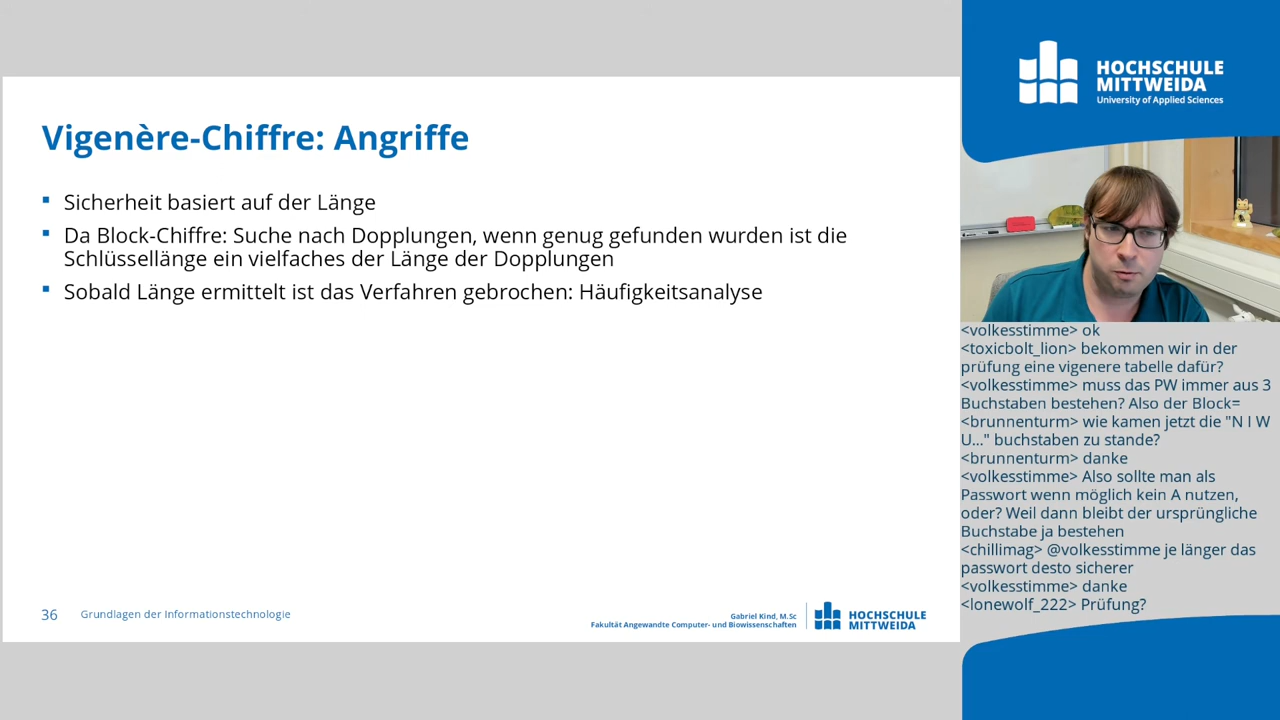 Vigenère-Chiffre: Angriffe
Sicherheit basiert auf der Länge
Da Block-Chiffre: Suche nach Dopplungen, wenn genug gefunden wurden ist die
Schlüssellänge ein vielfaches der Länge der Dopplungen
Sobald Länge ermittelt ist das Verfahren gebrochen: Häufigkeitsanalyse
36
Grundlagen der Informationstechnologie
Gabriel Kind, M.Sc
Fakultät Angewandte Computer- und Biowissenschaften
HOCHSCHULE
MITTWEIDA
HOCHSCHULE
MITTWEIDA
University of Applied Sciences
<volkesstimme> ok
<toxicbolt_lion> bekommen wir in der
prüfung eine vigenere tabelle dafür?
<volkesstimme> muss das PW immer aus 3
Buchstaben bestehen? Also der Block=
<brunnenturm> wie kamen jetzt die "N I W
U..." buchstaben zu stande?
<brunnenturm> danke
<volkesstimme> Also sollte man als
Passwort wenn möglich kein A nutzen,
oder? Weil dann bleibt der ursprüngliche
Buchstabe ja bestehen
<chillimag> @volkesstimme je länger das
passwort desto sicherer
<volkesstimme> danke
<lonewolf_222> Prüfung?